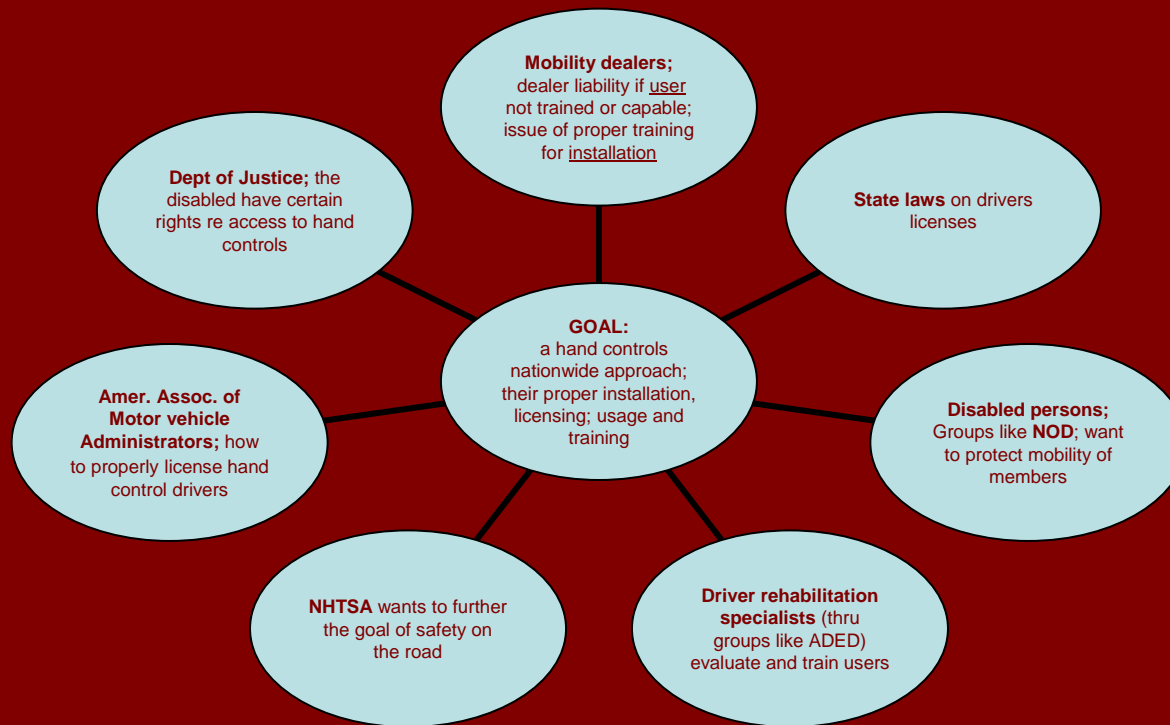 Mobility dealers;
dealer liability if user
not trained or capable;
issue of proper training
for installation
Dept of Justice; the
disabled have certain
rights re access to hand
controls
State laws on drivers
licenses
GOAL:
a hand controls
nationwide approach;
their proper installation,
licensing; usage and
training
Amer. Assoc. of
Motor vehicle
Administrators; how
to properly license hand
control drivers
Disabled persons;
Groups like NOD; want
to protect mobility of
members
NHTSA wants to further
the goal of safety on
the road
Driver rehabilitation
specialists (thru
groups like ADED)
evaluate and train users